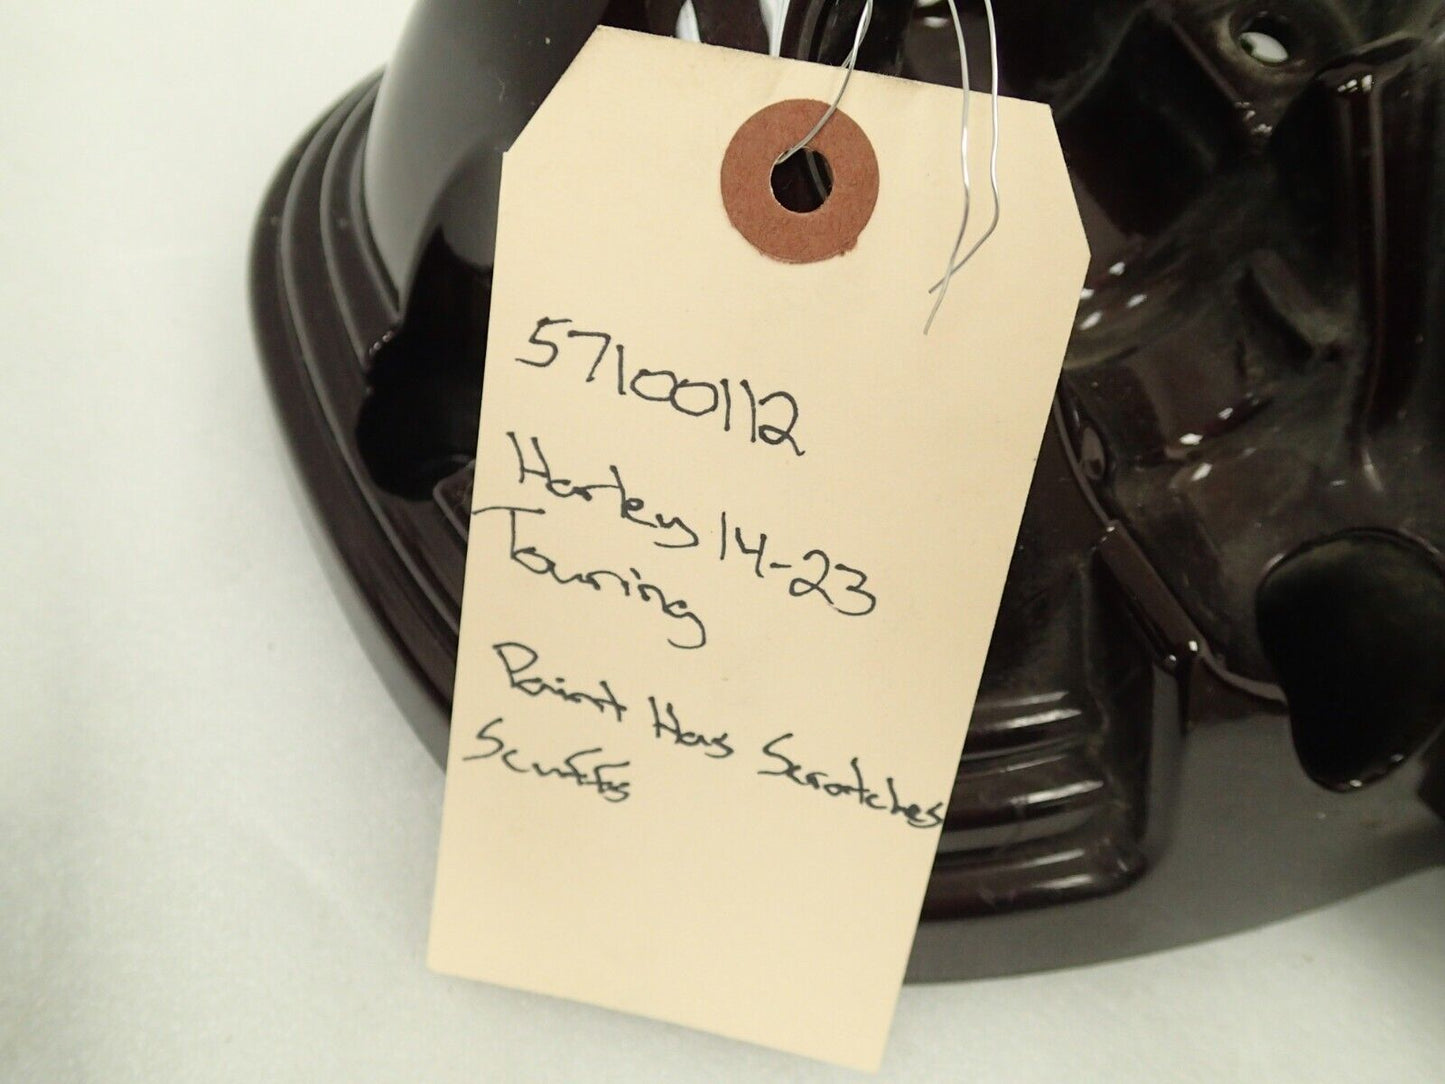 57100112
Harley 14-23
Touring
Paint Has Scratches
Scuffs